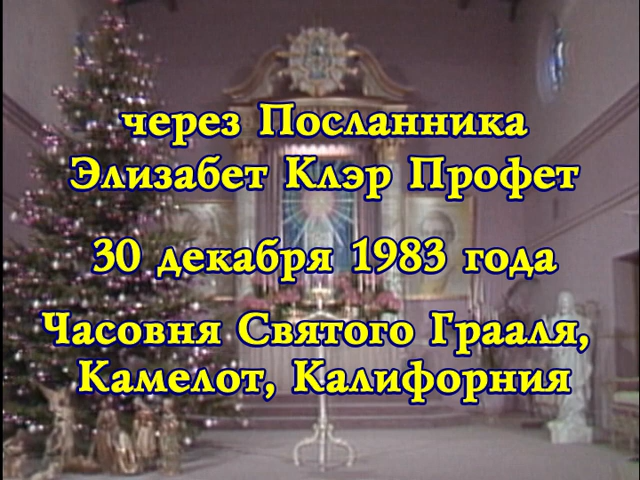 через Посланника
Элизабет Клэр Профет
30 декабря 1983 года
Часовня Святого Грааля,
Камелот, Калифорния